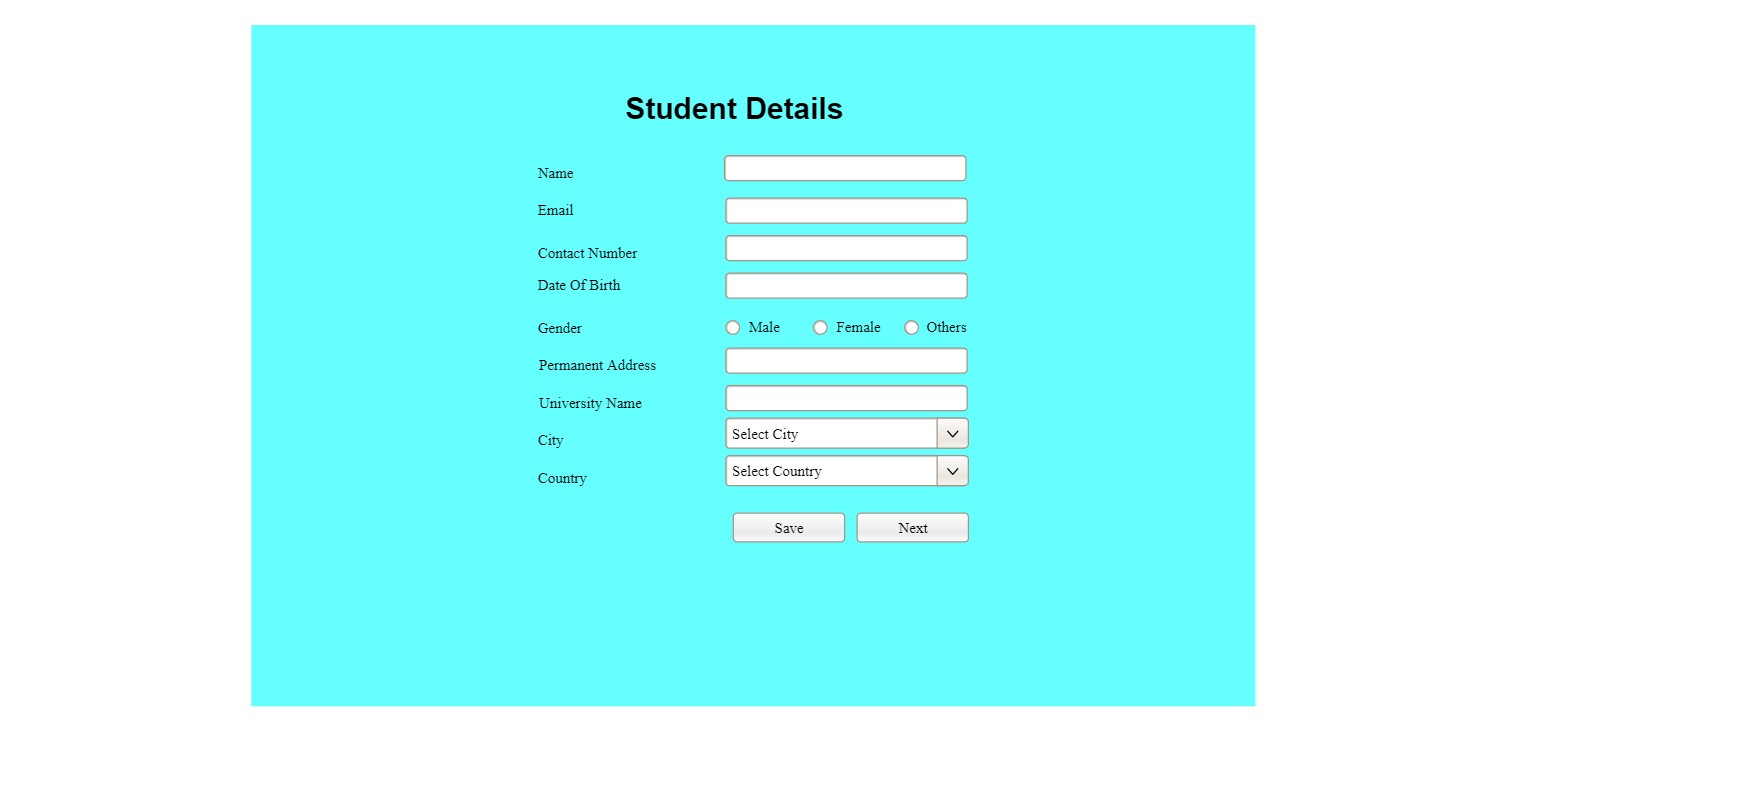 Student Details
Name
Email
Contact Number
Date Of Birth
Gender Male Female Others
Permanent Address
University Name
City Select City
Country Select Country
Save Next